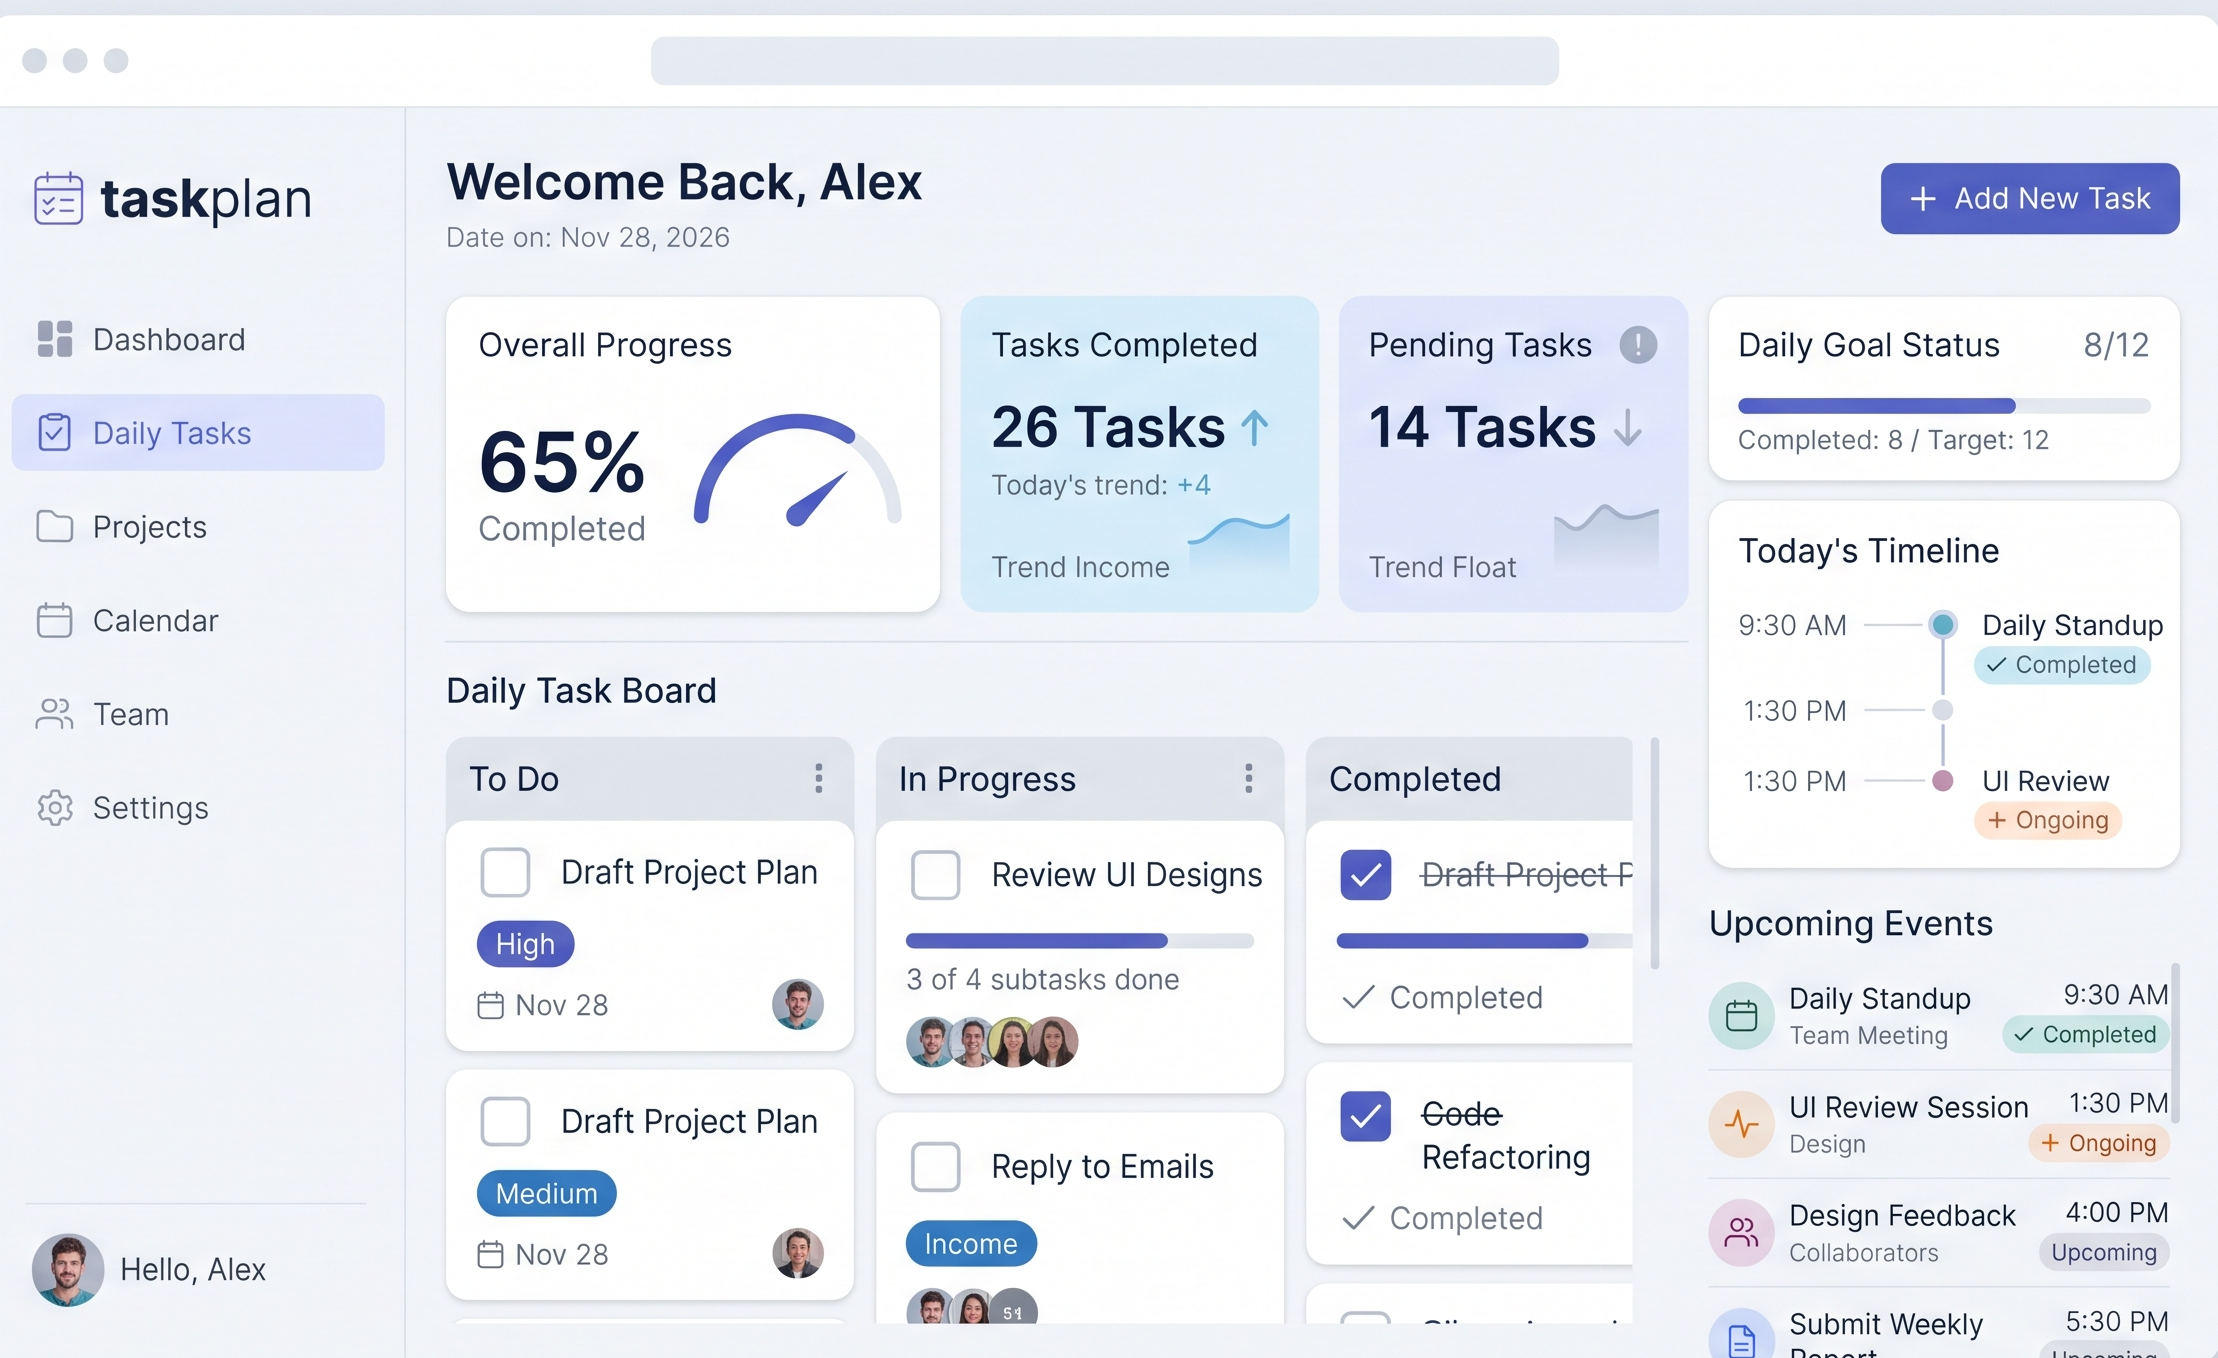 taskplan
Dashboard
Daily Tasks
Projects
Calendar
Team
Settings
Hello, Alex
Welcome Back, Alex
Date on: Nov 28, 2026
+ Add New Task
Overall Progress
65%
Completed
Tasks Completed
26 Tasks ↑
Today's trend: +4
Trend Income
Pending Tasks !
14 Tasks ↓
Trend Float
Daily Goal Status 8/12
Completed: 8 / Target: 12
Today's Timeline
9:30 AM Daily Standup
✓ Completed
1:30 PM
1:30 PM UI Review
+ Ongoing
Daily Task Board
To Do
Draft Project Plan
High
Nov 28
Draft Project Plan
Medium
Nov 28
In Progress
Review UI Designs
3 of 4 subtasks done
Reply to Emails
Income
Completed
Draft Project P
✓ Completed
Code
Refactoring
✓ Completed
Upcoming Events
Daily Standup 9:30 AM
Team Meeting ✓ Completed
UI Review Session 1:30 PM
Design + Ongoing
Design Feedback 4:00 PM
Collaborators Upcoming
Submit Weekly 5:30 PM
Report Upcoming